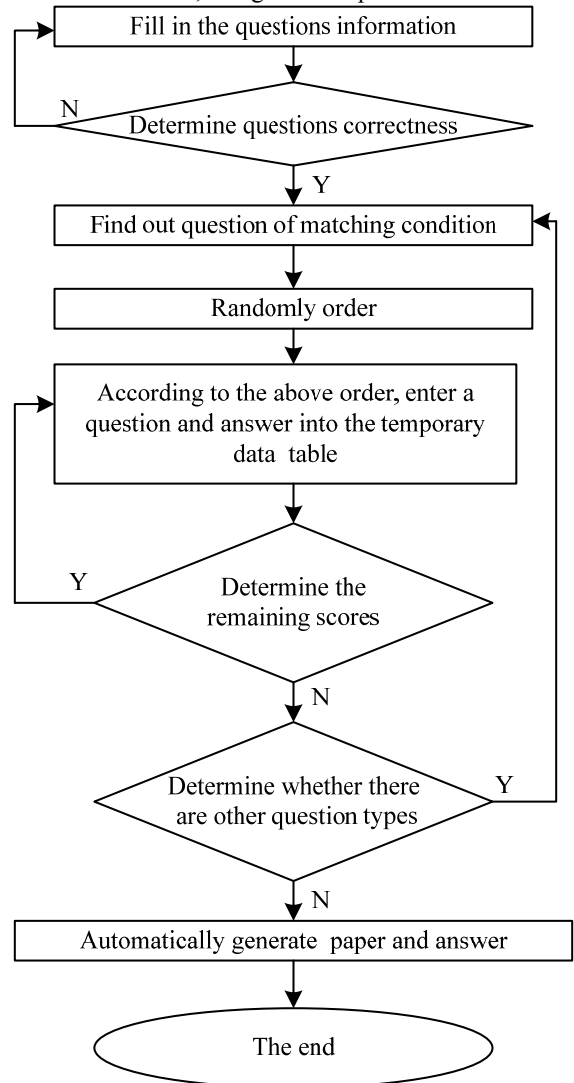 Fill in the questions information
N
Determine questions correctness
Y
Find out question of matching condition
Randomly order
According to the above order, enter a
question and answer into the temporary
data table
Y
Determine the
remaining scores
N
Determine whether there
are other question types
Y
N
Automatically generate paper and answer
The end